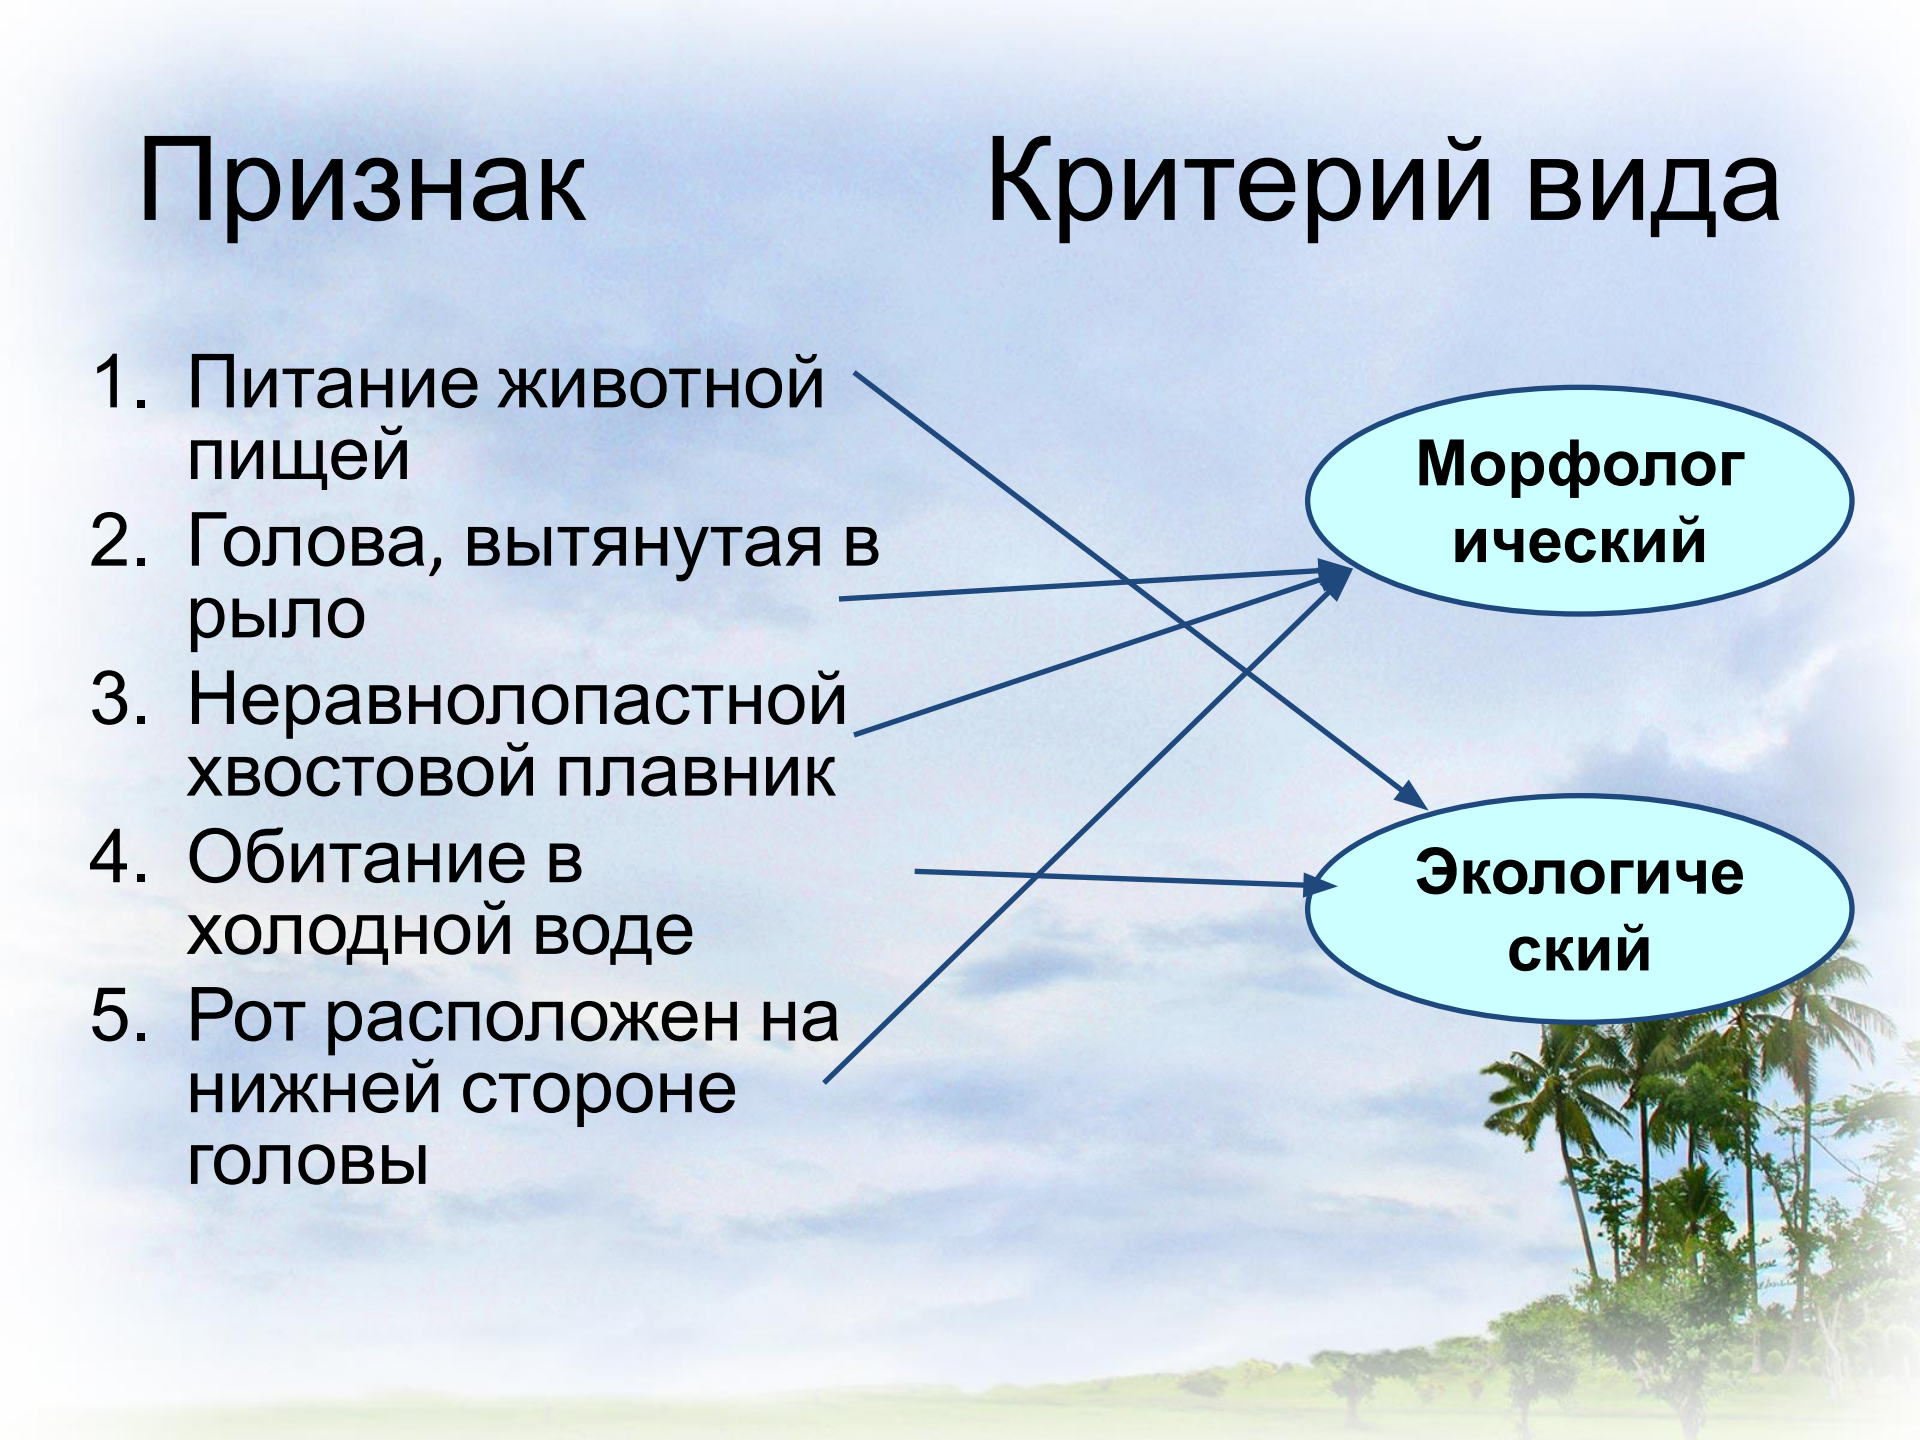 Признак
Критерий вида
1. Питание животной
пищей
2. Голова, вытянутая в
рыло
3. Неравнолопастной
хвостовой плавник
4. Обитание в
холодной воде
5. Рот расположен на
нижней стороне
головы
Морфолог
ический
Экологиче
ский